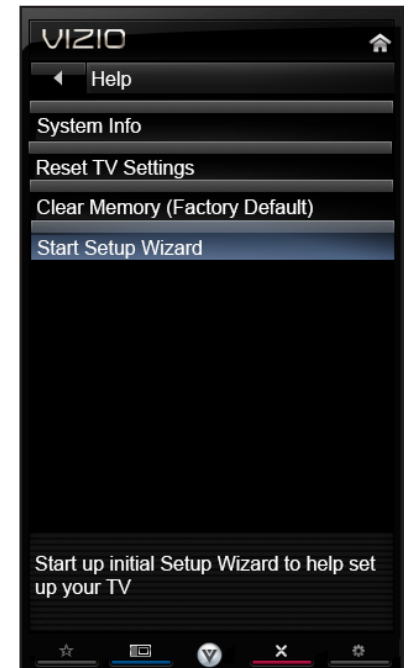 VIZIO
Help
System Info
Reset TV Settings
Clear Memory (Factory Default)
Start Setup Wizard
Start up initial Setup Wizard to help set
up your TV
V